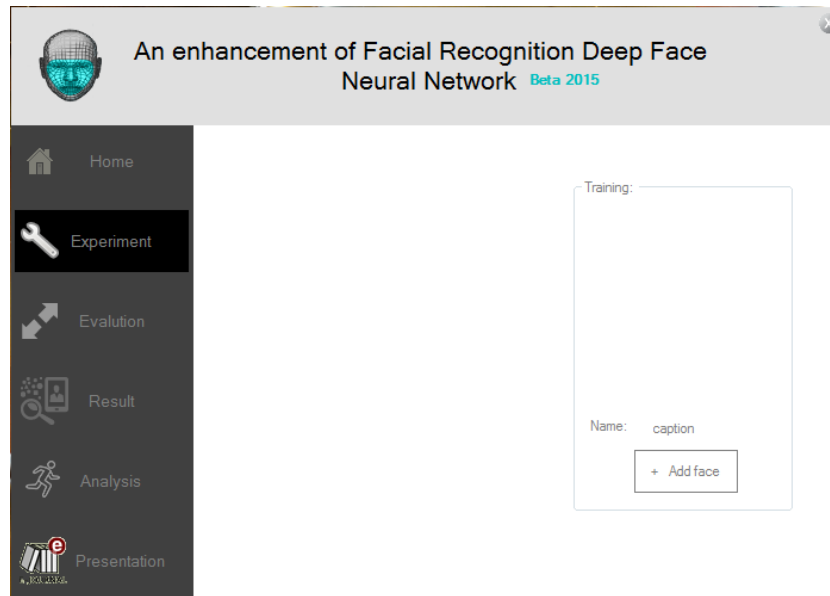 An enhancement of Facial Recognition Deep Face
Neural Network Beta 2015
Home
Experiment
Evalution
Result
Analysis
e
Presentation
Training:
Name: caption
+ Add face